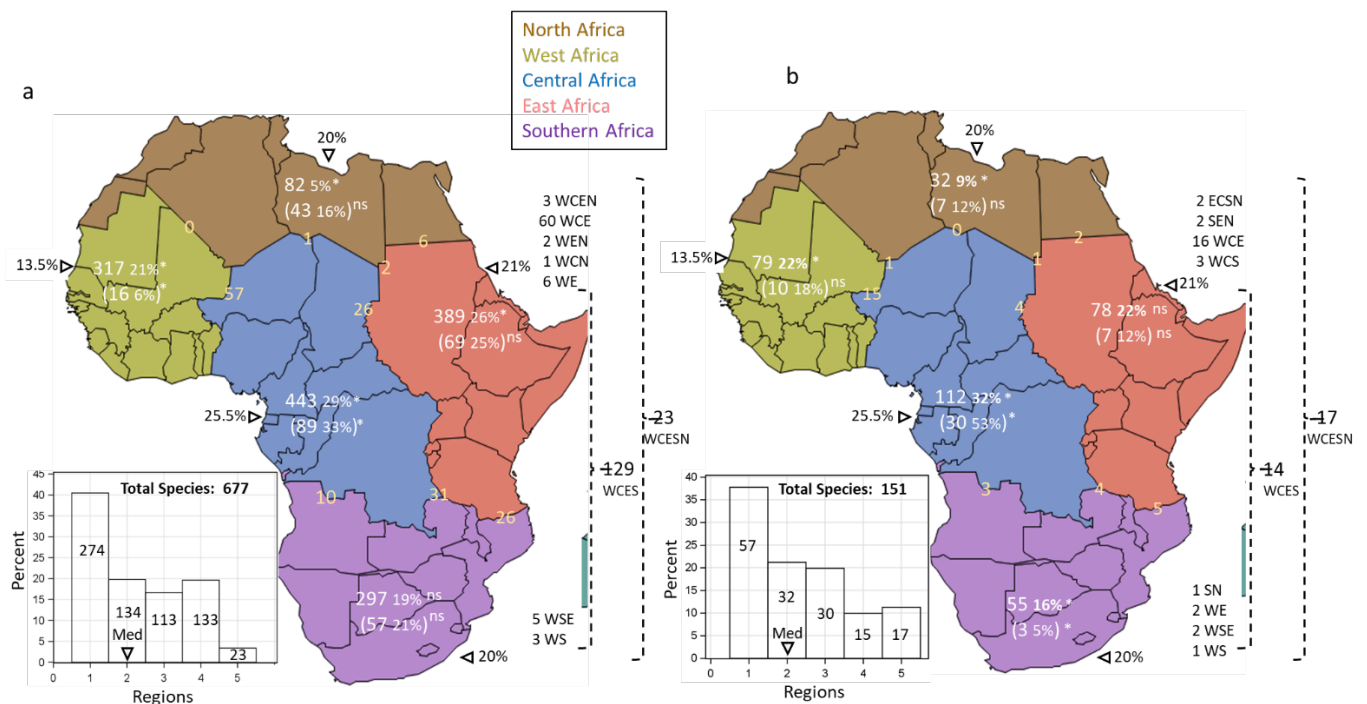 North Africa
West Africa
Central Africa
East Africa
Southern Africa
a
20%
82 5% *
(43 16%) ns
0
1
6
2
13.5%
317 21% *
(16 6%) *
57
26
21%
389 26% *
(69 25%) ns
443 29% *
(89 33%) *
25.5%
10
31
26
297 19% ns
(57 21%) ns
20%
3 WCEN
60 WCE
2 WEN
1 WCN
6 WE
23
WCESN
129
WCES
5 WSE
3 WS
Total Species: 677
Percent
45
40
35
30
25
20
15
10
5
0
274
134
Med
113
133
23
0 1 2 3 4 5
Regions
b
20%
32 9% *
(7 12%) ns
0
1
2
1
13.5%
79 22% *
(10 18%) ns
15
4
21%
78 22% ns
(7 12%) ns
112 32% *
(30 53%) *
25.5%
3
4
5
55 16% *
(3 5%) *
20%
2 ECSN
2 SEN
16 WCE
3 WCS
17
WCESN
14
WCES
1 SN
2 WE
2 WSE
1 WS
Total Species: 151
Percent
40
35
30
25
20
15
10
5
0
57
32
Med
30
15
17
0 1 2 3 4 5
Regions